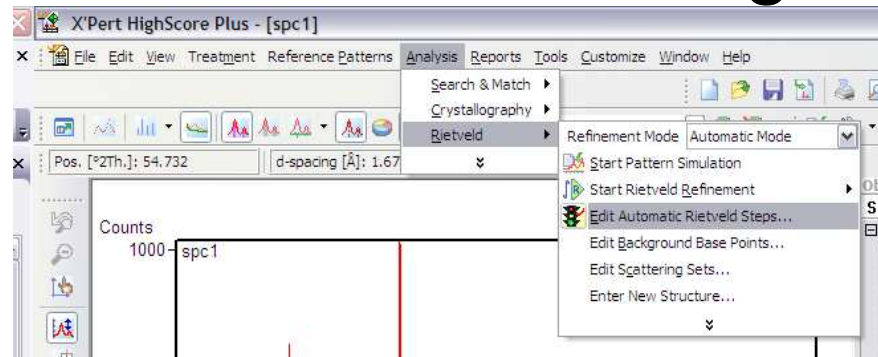 X'Pert HighScore Plus - [spc1]
File Edit View Treatment Reference Patterns Analysis Reports Tools Customize Window Help
Search & Match
Crystallography
Rietveld
Refinement Mode Automatic Mode
Start Pattern Simulation
Start Rietveld Refinement
Edit Automatic Rietveld Steps...
Edit Background Base Points...
Edit Scattering Sets...
Enter New Structure...
Pos. [°2Th.]: 54.732 d-spacing [Å]: 1.67
Counts
1000
spc1